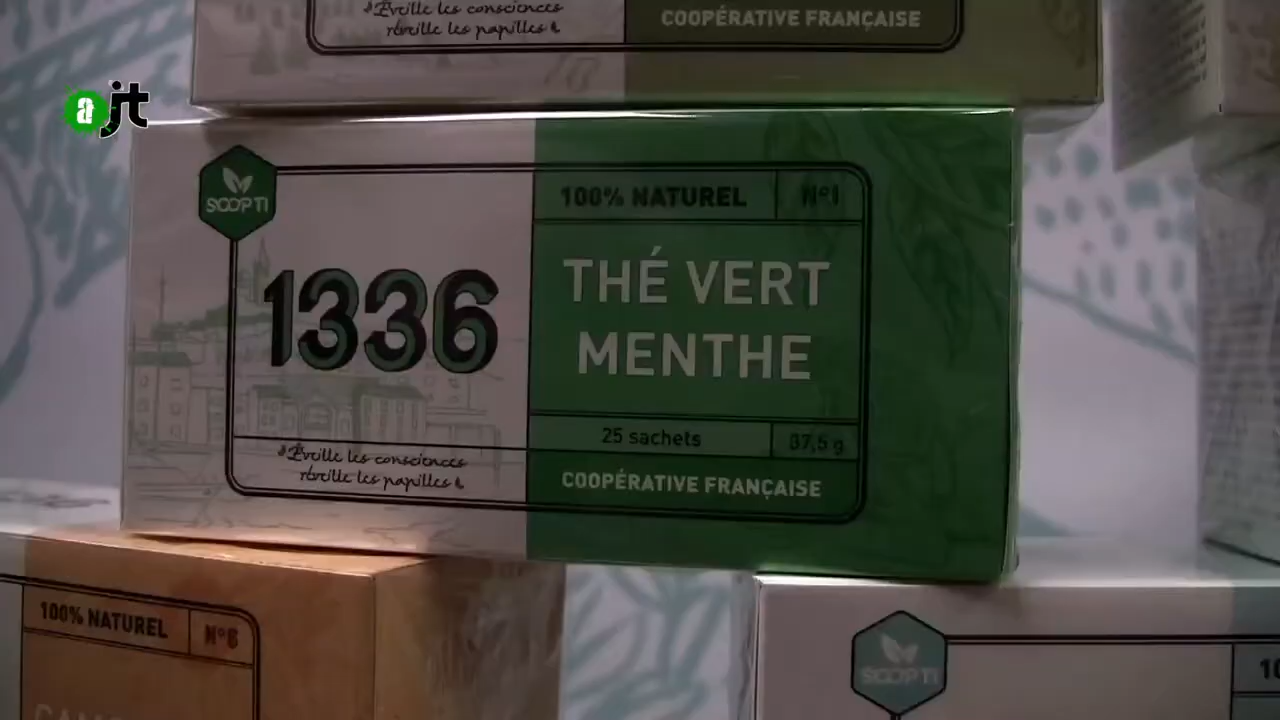 Éveille les consciences
réveille les papilles
COOPÉRATIVE FRANÇAISE
ajt
SCOP TI
100% NATUREL
N°1
1336
THÉ VERT
MENTHE
25 sachets
37,5 g
Éveille les consciences
réveille les papilles
COOPÉRATIVE FRANÇAISE
100% NATUREL
N°6
SCOP TI